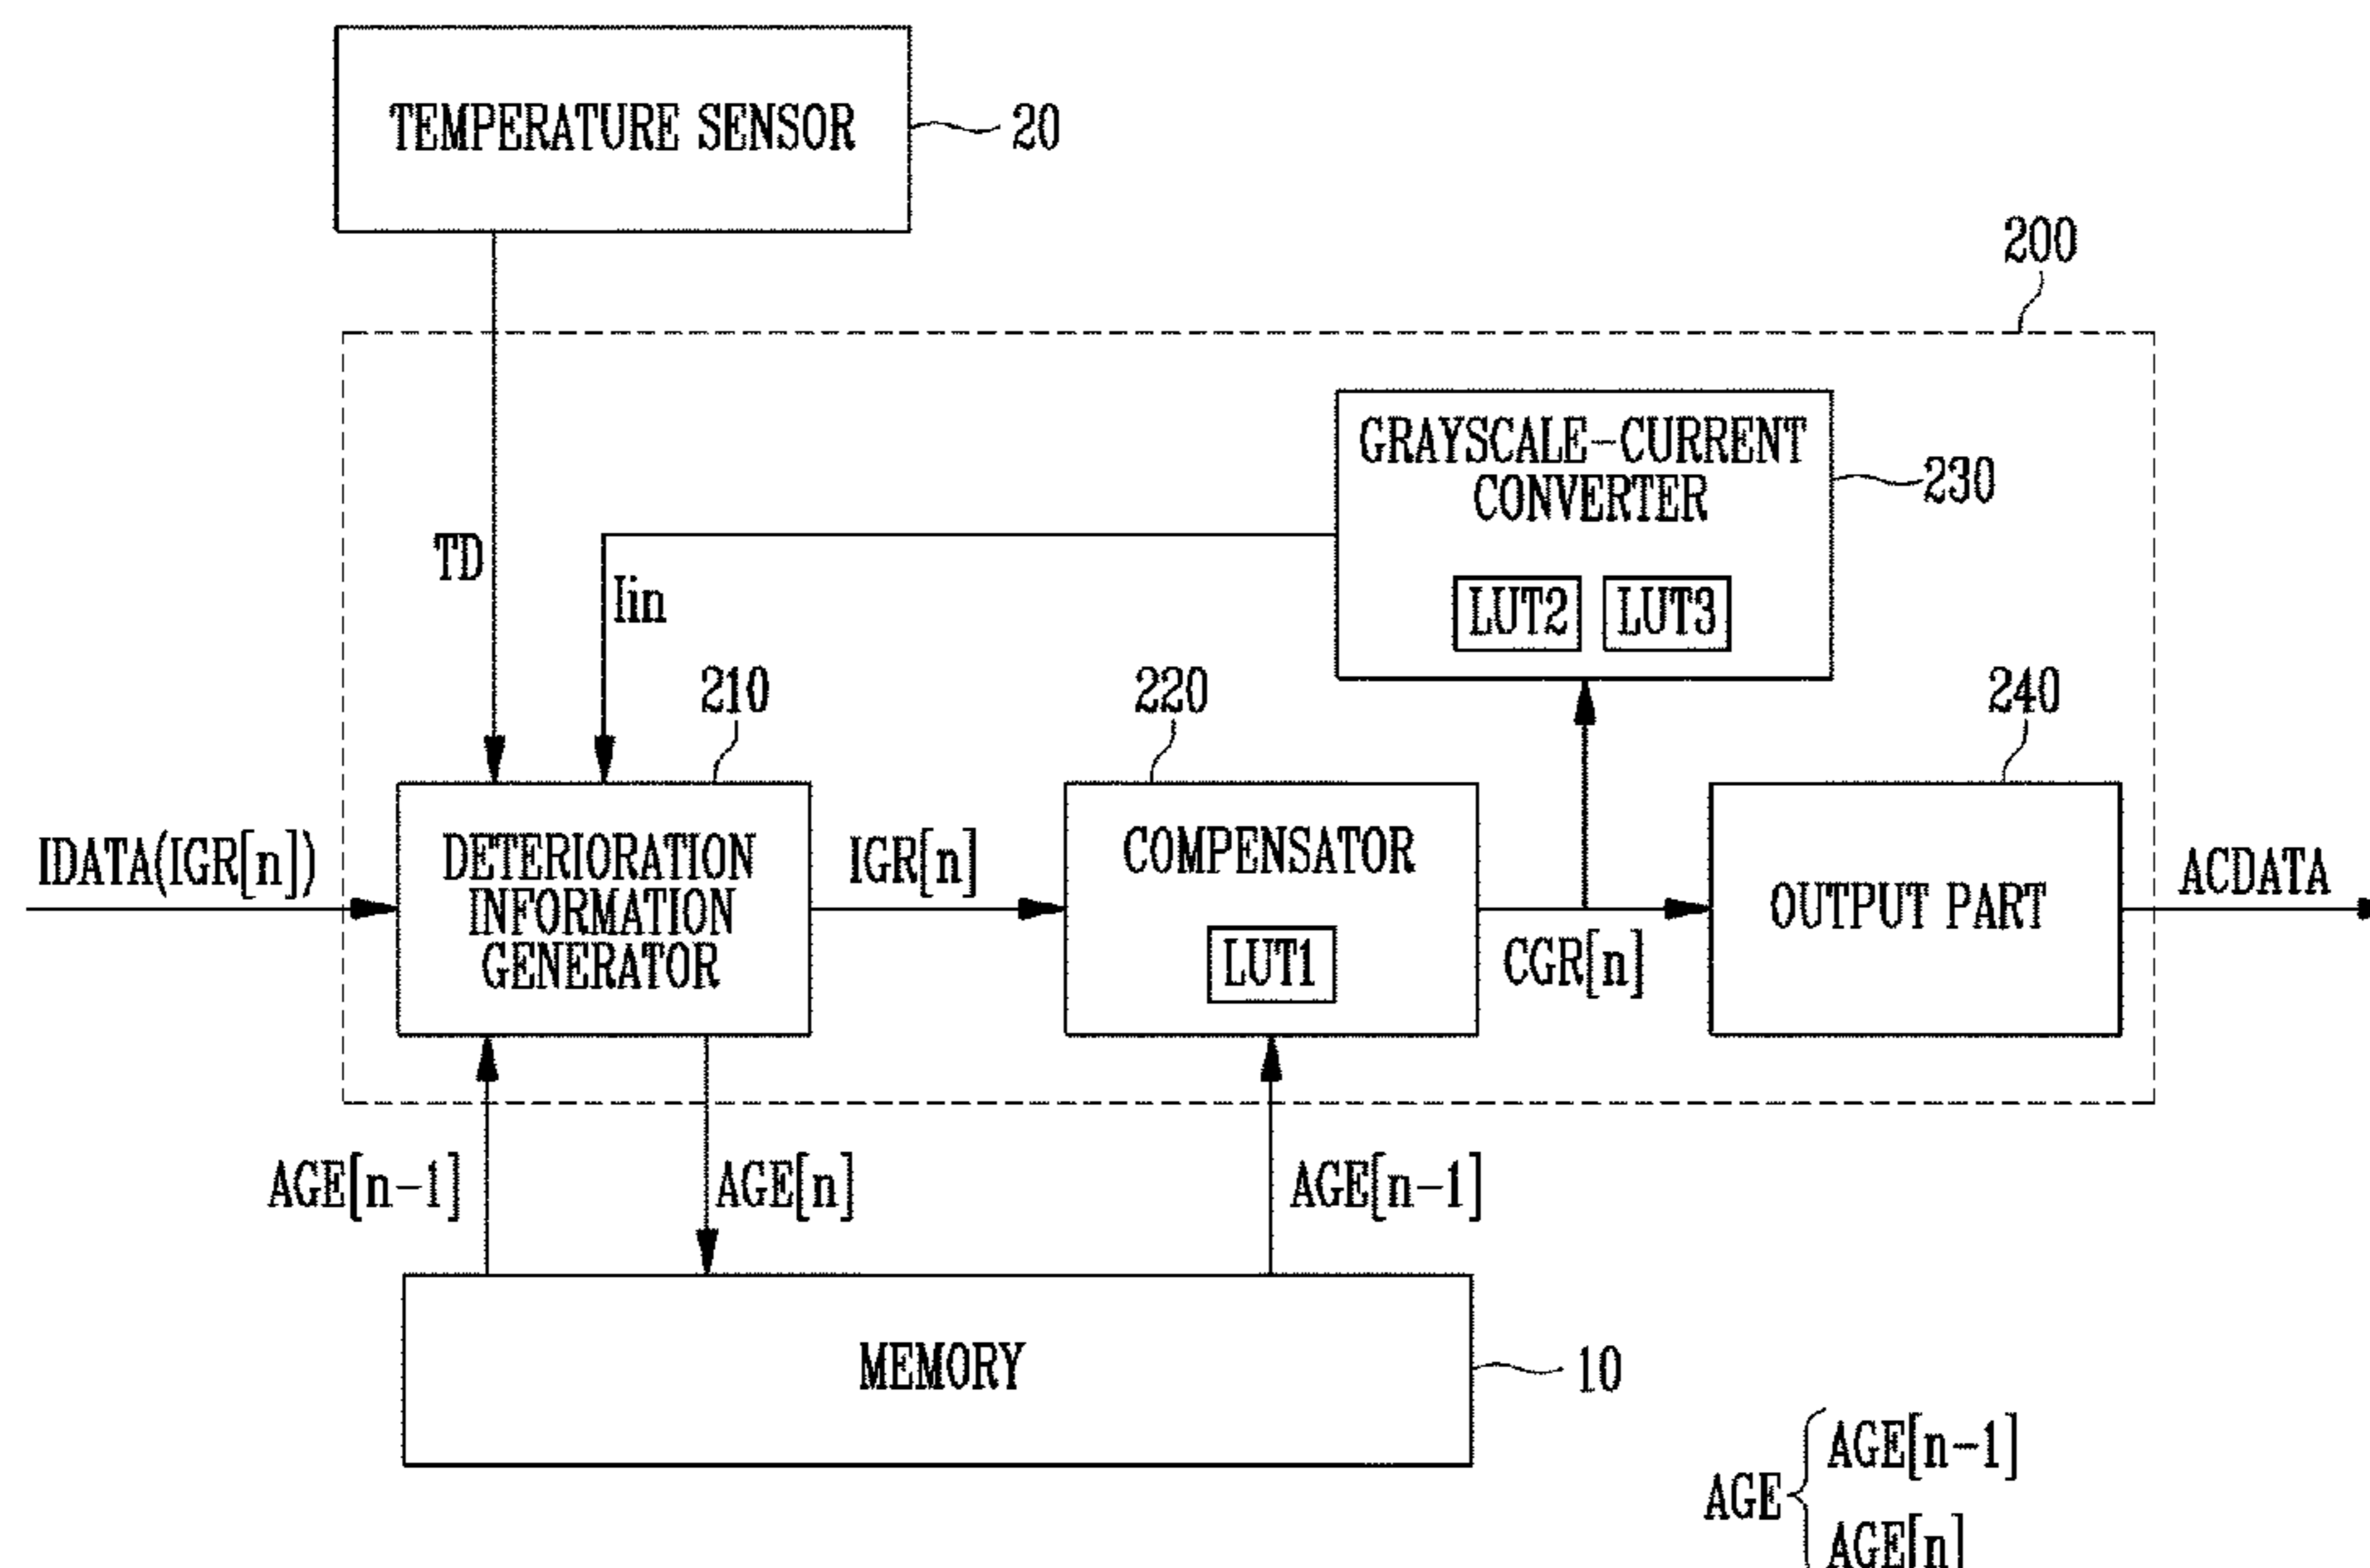 TEMPERATURE SENSOR
20
200
GRAYSCALE-CURRENT
CONVERTER
230
LUT2
LUT3
TD
Iin
210
220
240
IDATA(IGR[n])
DETERIORATION
INFORMATION
GENERATOR
IGR[n]
COMPENSATOR
LUT1
CGR[n]
OUTPUT PART
ACDATA
AGE[n-1]
AGE[n]
AGE[n-1]
MEMORY
10
AGE
AGE[n-1]
AGE[n]